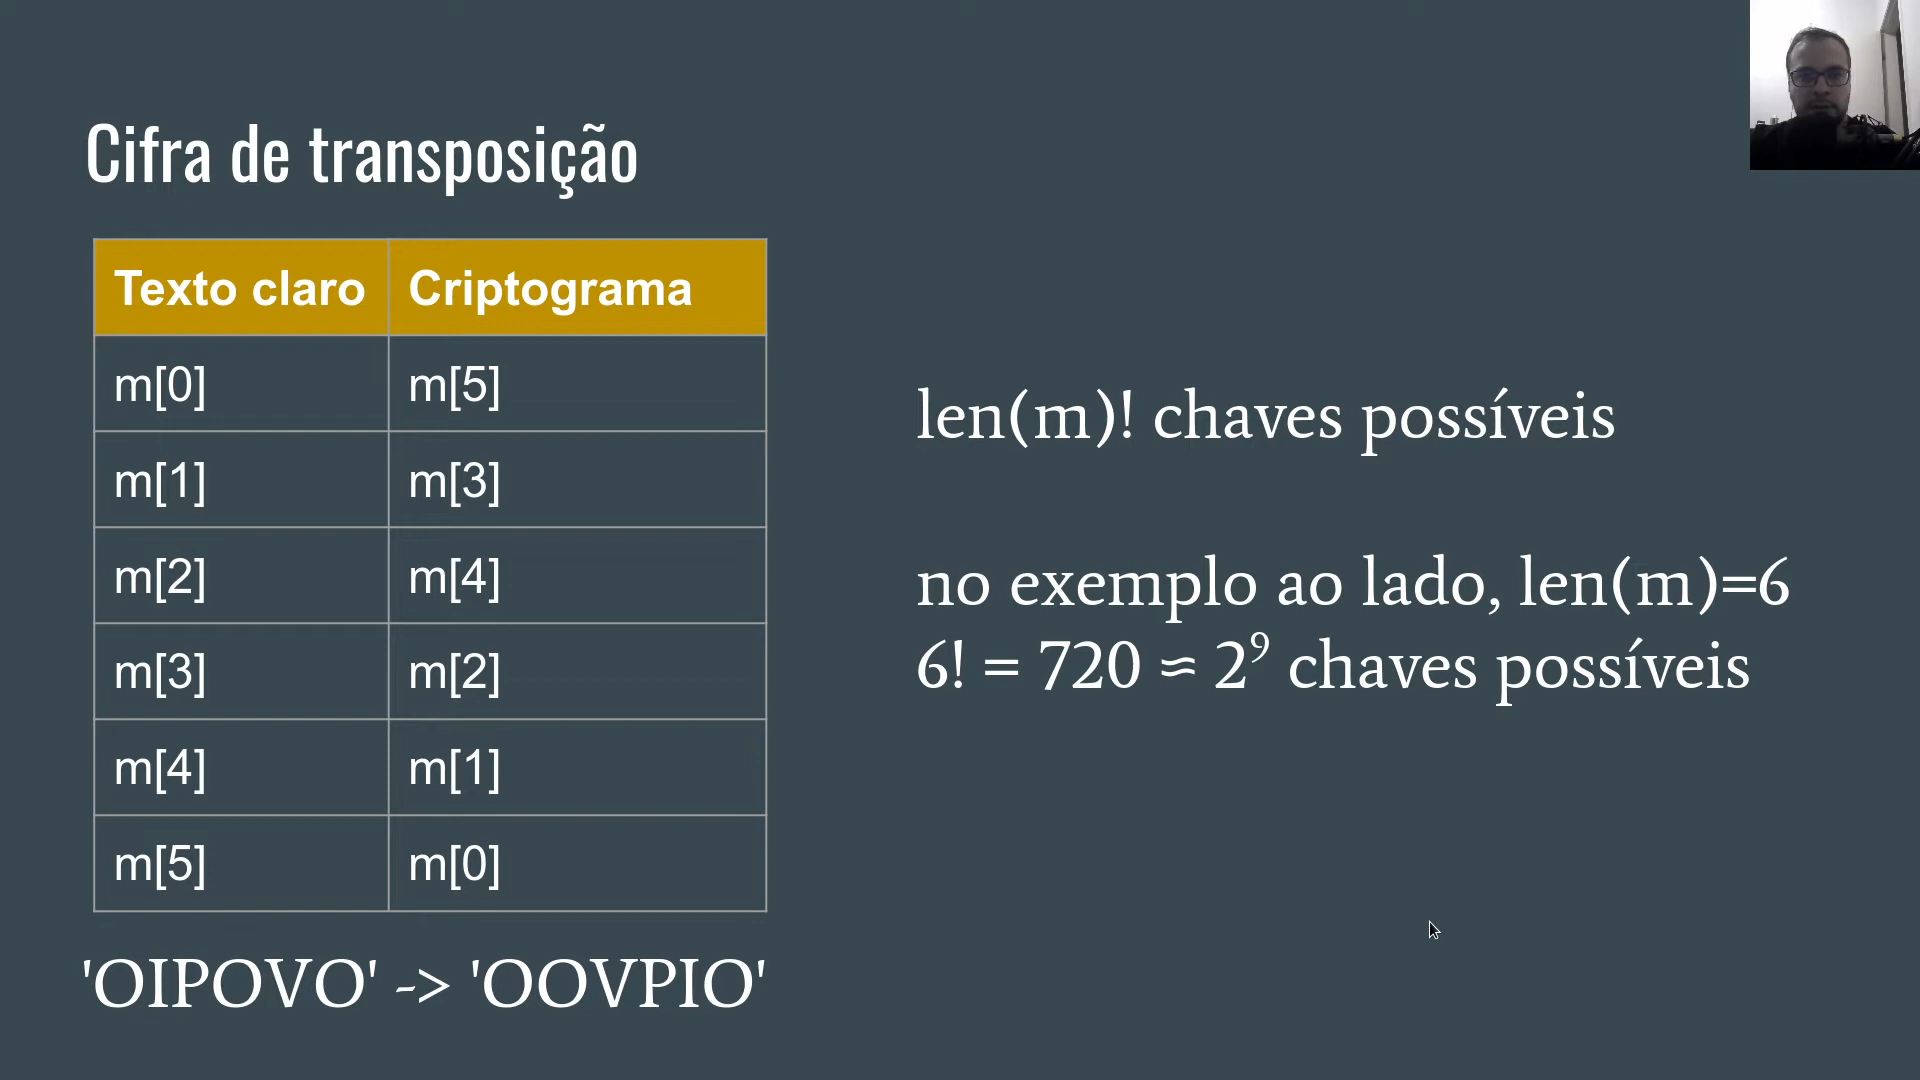 Cifra de transposição
Texto claro Criptograma
m[0] m[5]
m[1] m[3]
m[2] m[4]
m[3] m[2]
m[4] m[1]
m[5] m[0]
'OIPOVO' -> 'OOVPIO'
len(m)! chaves possíveis
no exemplo ao lado, len(m)=6
6! = 720 ≈ 2⁹ chaves possíveis